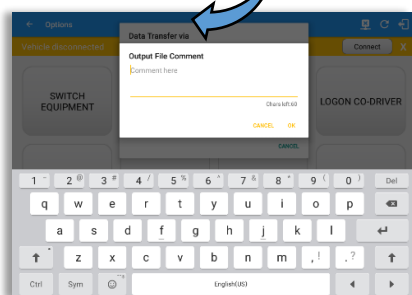 Options
Data Transfer via
Vehicle disconnected
Connect X
Output File Comment
Comment here
Chars left:60
CANCEL OK
SWITCH
EQUIPMENT
LOGON CO-DRIVER
CANCEL
1 - 2 @ 3 # 4 / 5 % 6 ^ 7 & 8 * 9 ( 0 ) Del
q w e r t y u i o p
a s d f g h j k l
z x c v b n m , ! . ?
Ctrl Sym English(US)